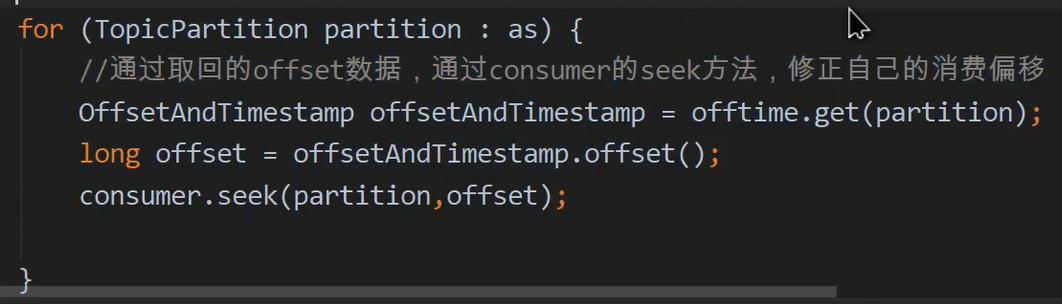 for (TopicPartition partition : as) {
//通过取回的offset数据，通过consumer的seek方法，修正自己的消费偏移
OffsetAndTimestamp offsetAndTimestamp = offtime.get(partition);
long offset = offsetAndTimestamp.offset();
consumer.seek(partition,offset);
}